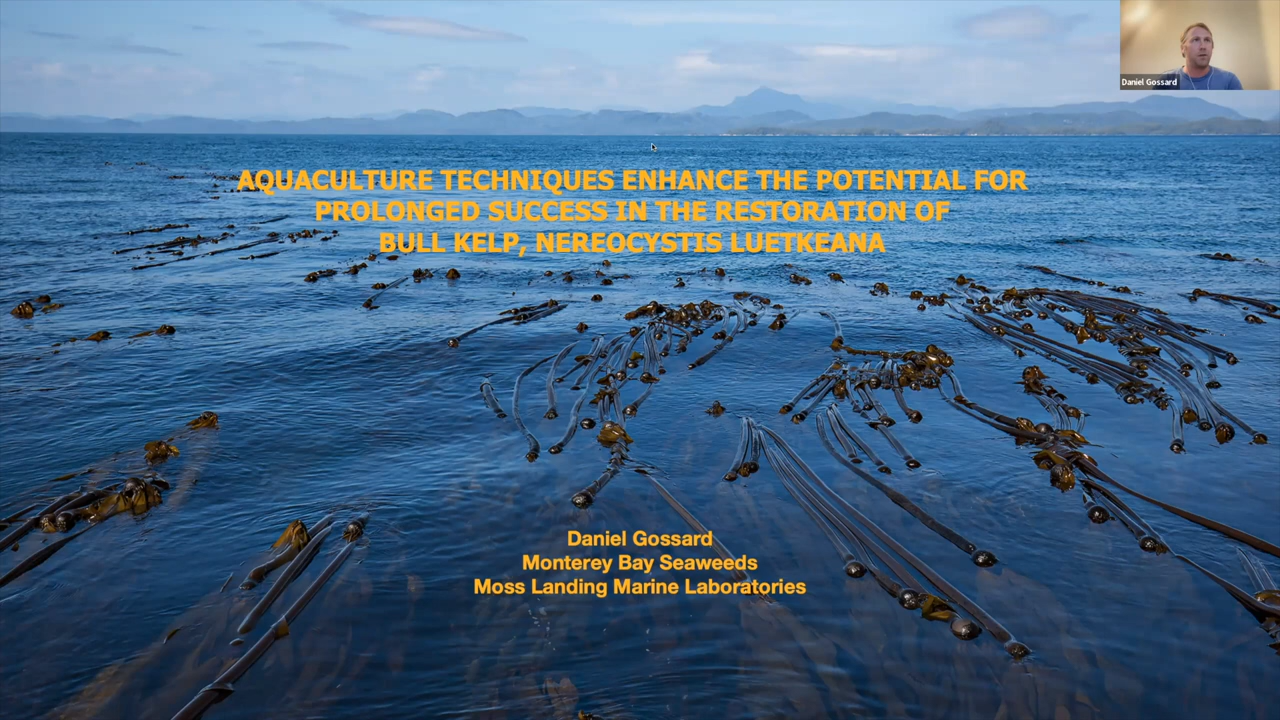 Daniel Gossard
AQUACULTURE TECHNIQUES ENHANCE THE POTENTIAL FOR
PROLONGED SUCCESS IN THE RESTORATION OF
BULL KELP, NEREOCYSTIS LUETKEANA
Daniel Gossard
Monterey Bay Seaweeds
Moss Landing Marine Laboratories